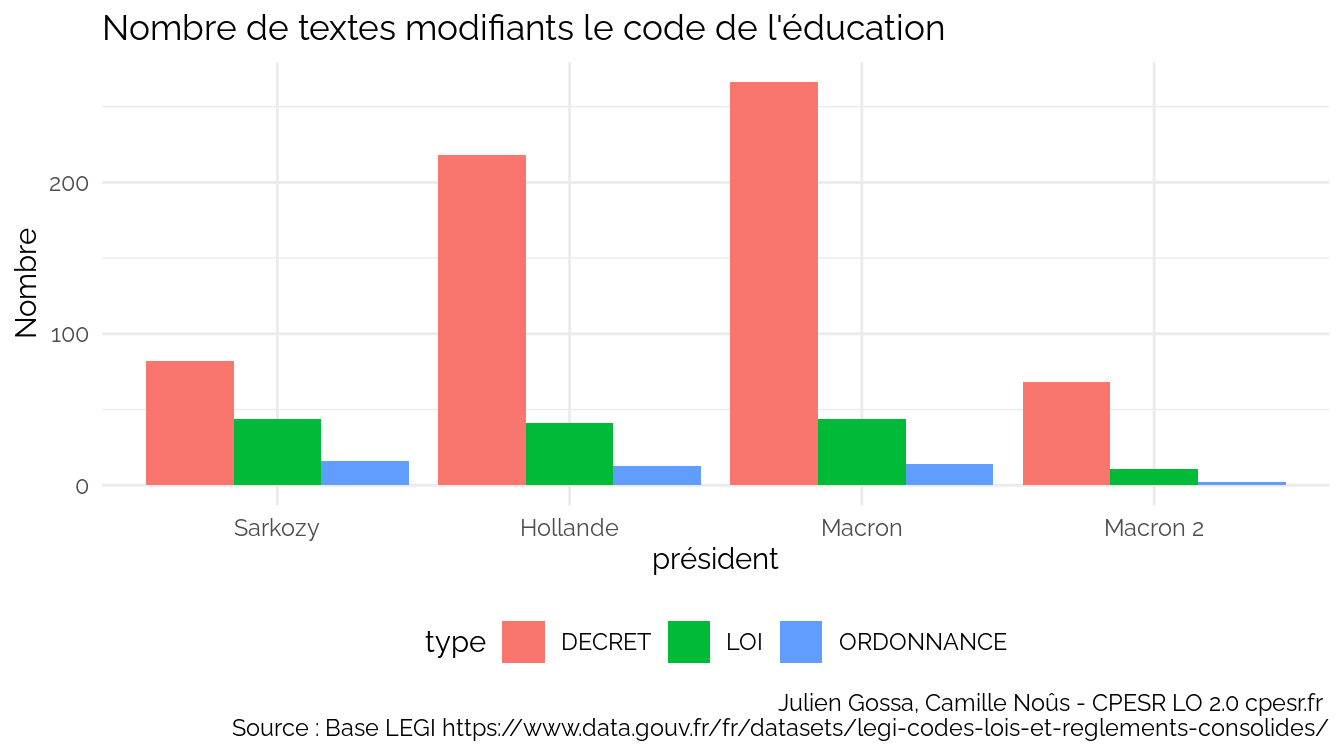 Nombre de textes modifiants le code de l'éducation
Nombre
200
100
0
Sarkozy Hollande Macron Macron 2
président
type DECRET LOI ORDONNANCE
Julien Gossa, Camille Noûs - CPESR LO 2.0 cpesr.fr
Source : Base LEGI https://www.data.gouv.fr/fr/datasets/legi-codes-lois-et-reglements-consolides/